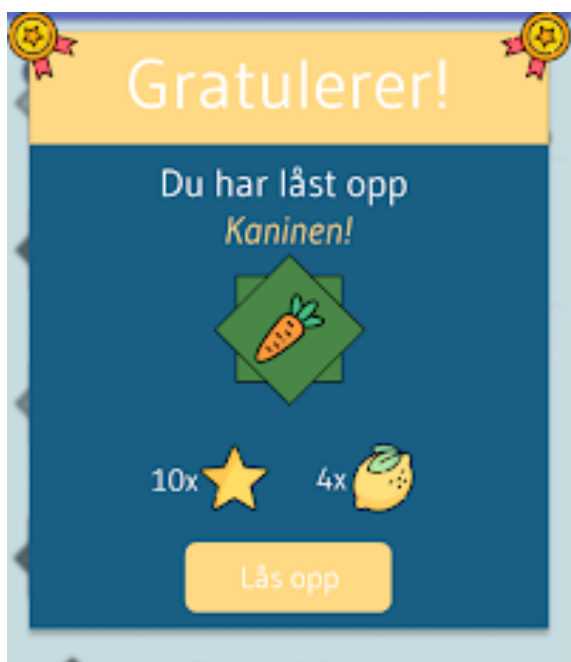 Gratulerer!
Du har låst opp
Kaninen!
10x 4x
Lås opp